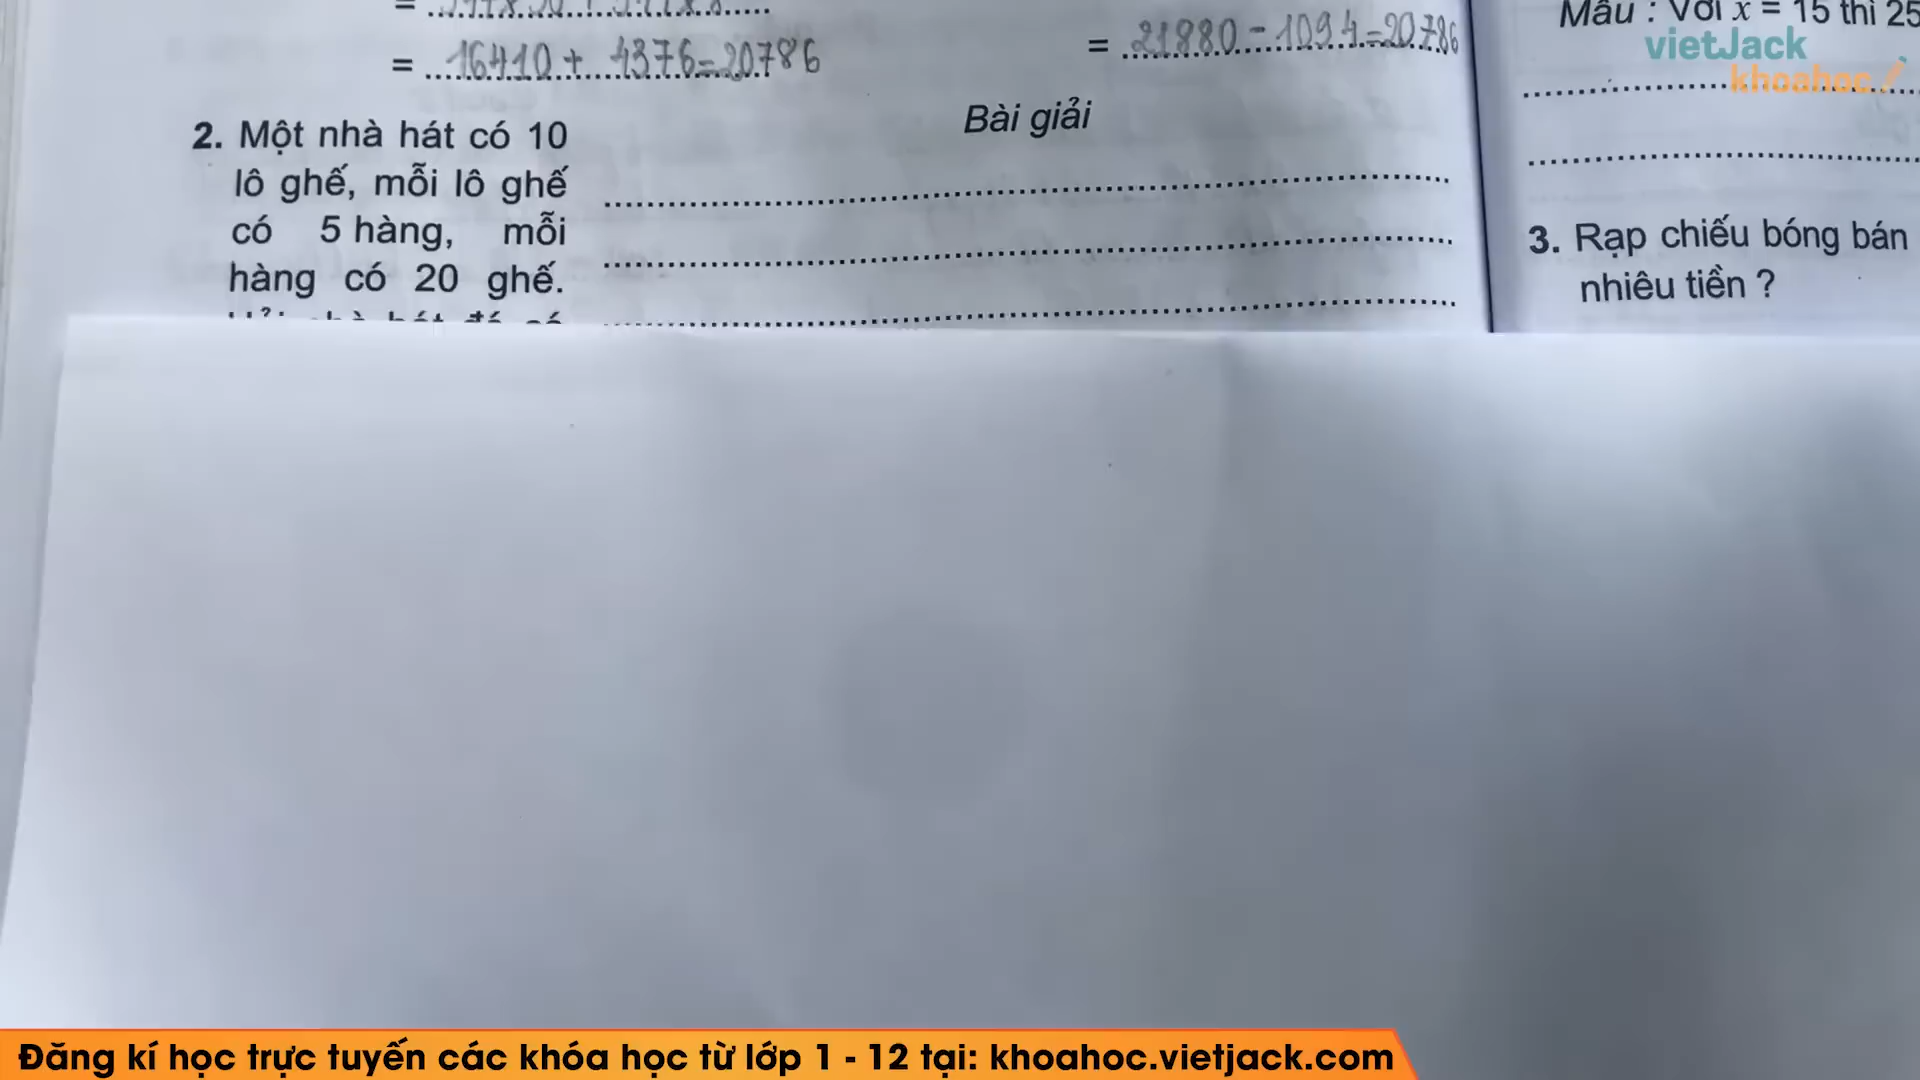 = 16410 + 4376 = 20786
= 21880 - 1094 = 20786
2. Một nhà hát có 10
lô ghế, mỗi lô ghế
có 5 hàng, mỗi
hàng có 20 ghế.
Bài giải
Mẫu : Với x = 15 thì 25
vietJack
khoahoc
3. Rạp chiếu bóng bán
nhiêu tiền ?
Đăng kí học trực tuyến các khóa học từ lớp 1 - 12 tại: khoahoc.vietjack.com